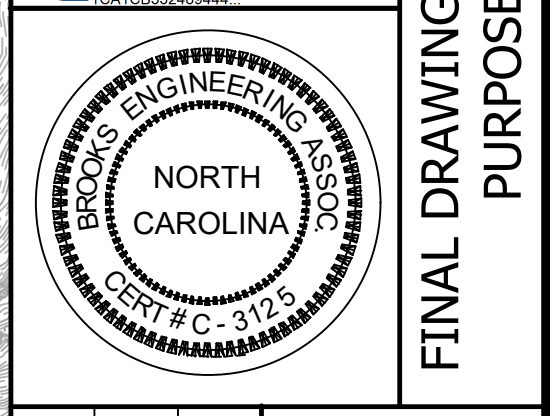 BROOKS ENGINEERING ASSOC.
NORTH
CAROLINA
CERT # C - 3125
FINAL DRAWING
PURPOSE